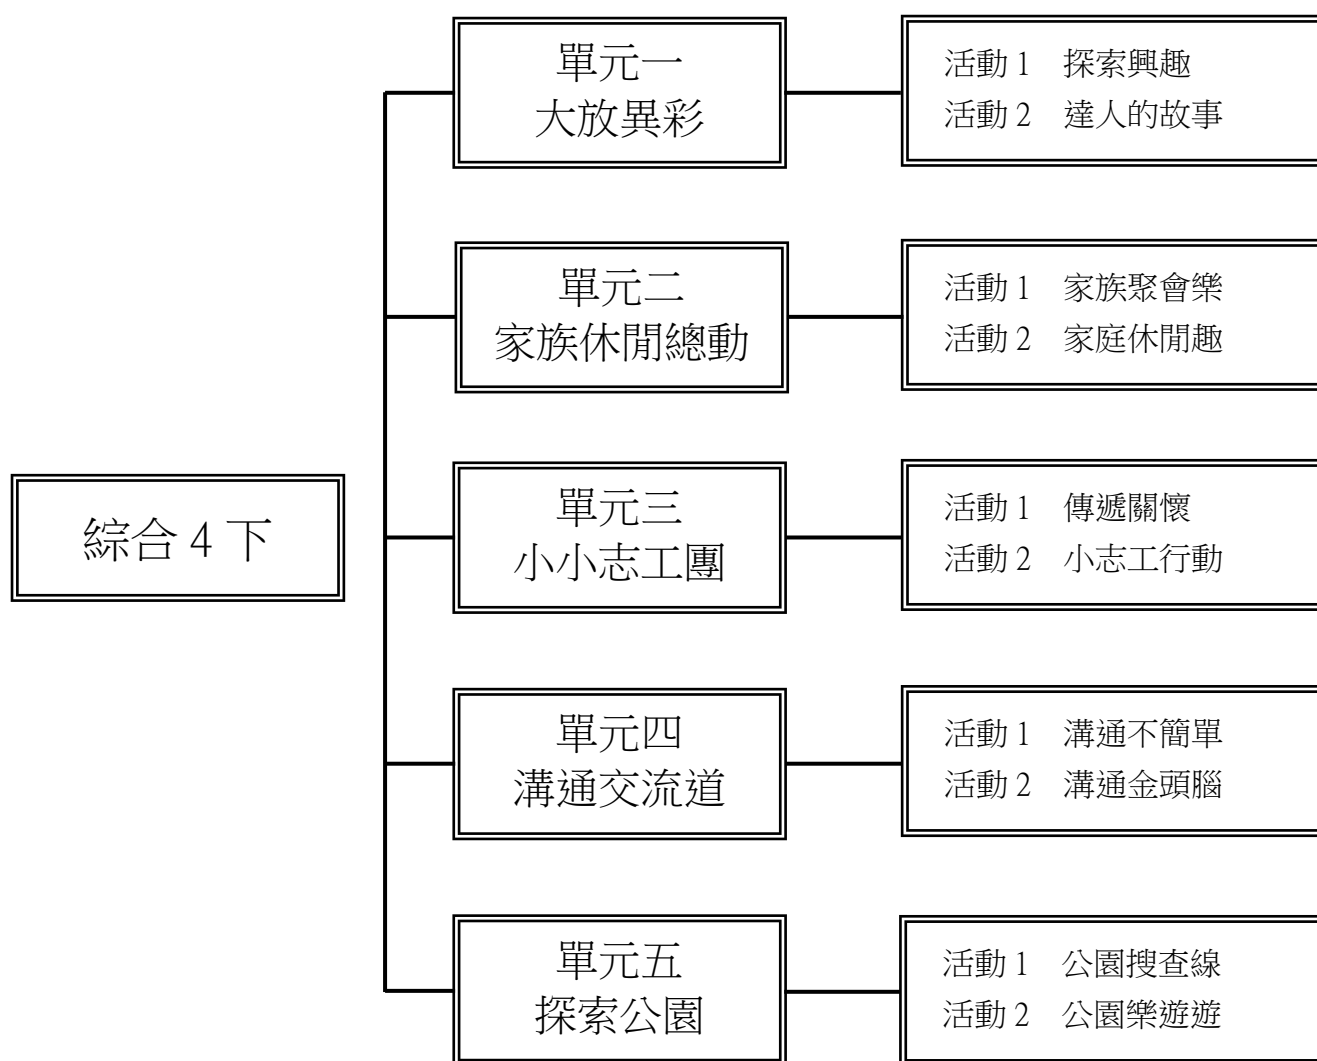 綜合 4 下
單元一
大放異彩
活動 1　探索興趣
活動 2　達人的故事
單元二
家族休閒總動
活動 1　家族聚會樂
活動 2　家庭休閒趣
單元三
小小志工團
活動 1　傳遞關懷
活動 2　小志工行動
單元四
溝通交流道
活動 1　溝通不簡單
活動 2　溝通金頭腦
單元五
探索公園
活動 1　公園搜查線
活動 2　公園樂遊遊